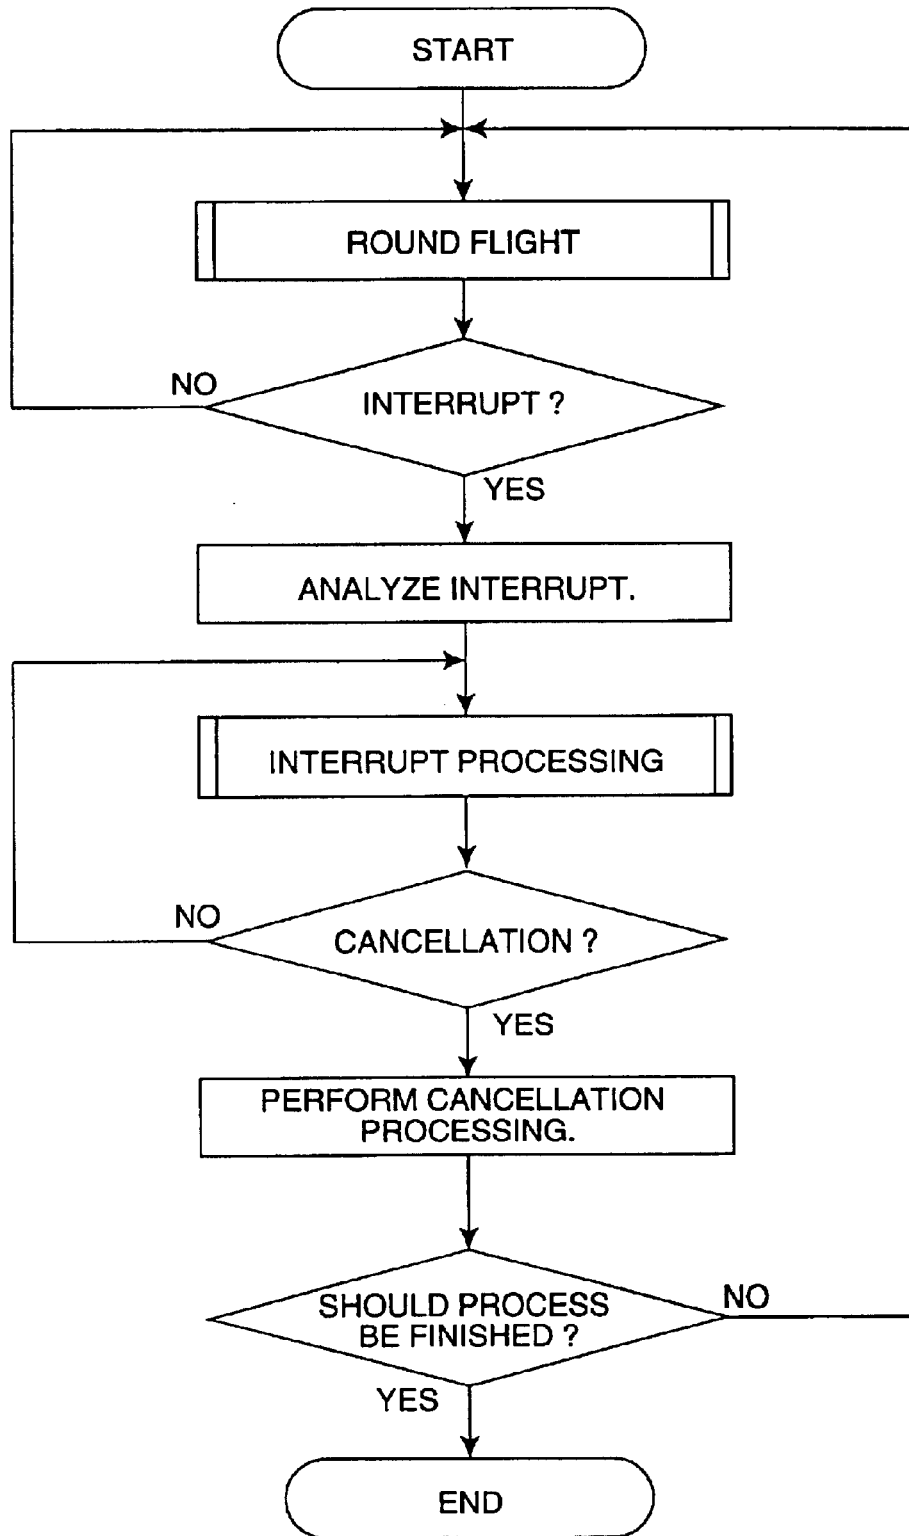 START
ROUND FLIGHT
NO
INTERRUPT ?
YES
ANALYZE INTERRUPT.
INTERRUPT PROCESSING
NO
CANCELLATION ?
YES
PERFORM CANCELLATION
PROCESSING.
NO
SHOULD PROCESS
BE FINISHED ?
YES
END